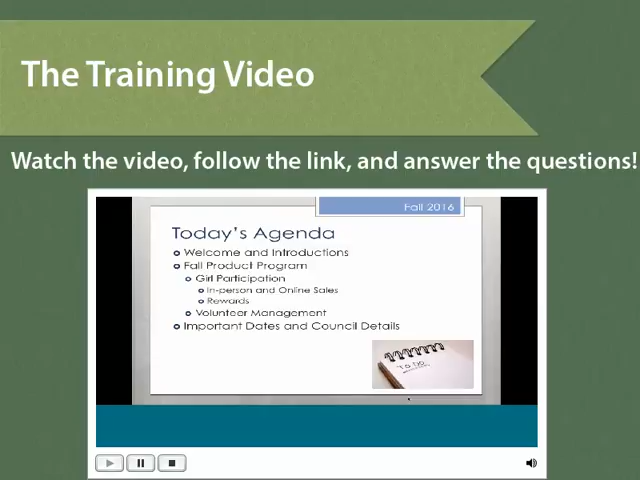 The Training Video
Watch the video, follow the link, and answer the questions!
Fall 2016
Today's Agenda
Welcome and Introductions
Fall Product Program
Girl Participation
In-person and Online Sales
Rewards
Volunteer Management
Important Dates and Council Details
To Do